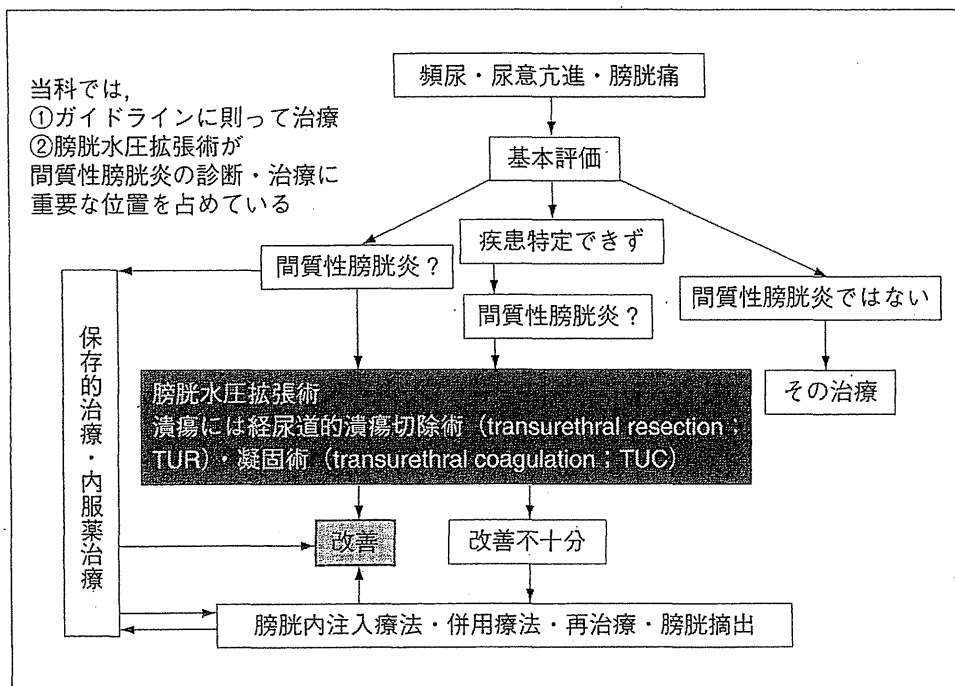 当科では，
①ガイドラインに則って治療
②膀胱水圧拡張術が
間質性膀胱炎の診断・治療に
重要な位置を占めている
頻尿・尿意亢進・膀胱痛
基本評価
間質性膀胱炎？
疾患特定できず
間質性膀胱炎？
間質性膀胱炎ではない
その治療
保存的治療・内服薬治療
膀胱水圧拡張術
潰瘍には経尿道的潰瘍切除術（transurethral resection；
TUR）・凝固術（transurethral coagulation；TUC）
改善
改善不十分
膀胱内注入療法・併用療法・再治療・膀胱摘出